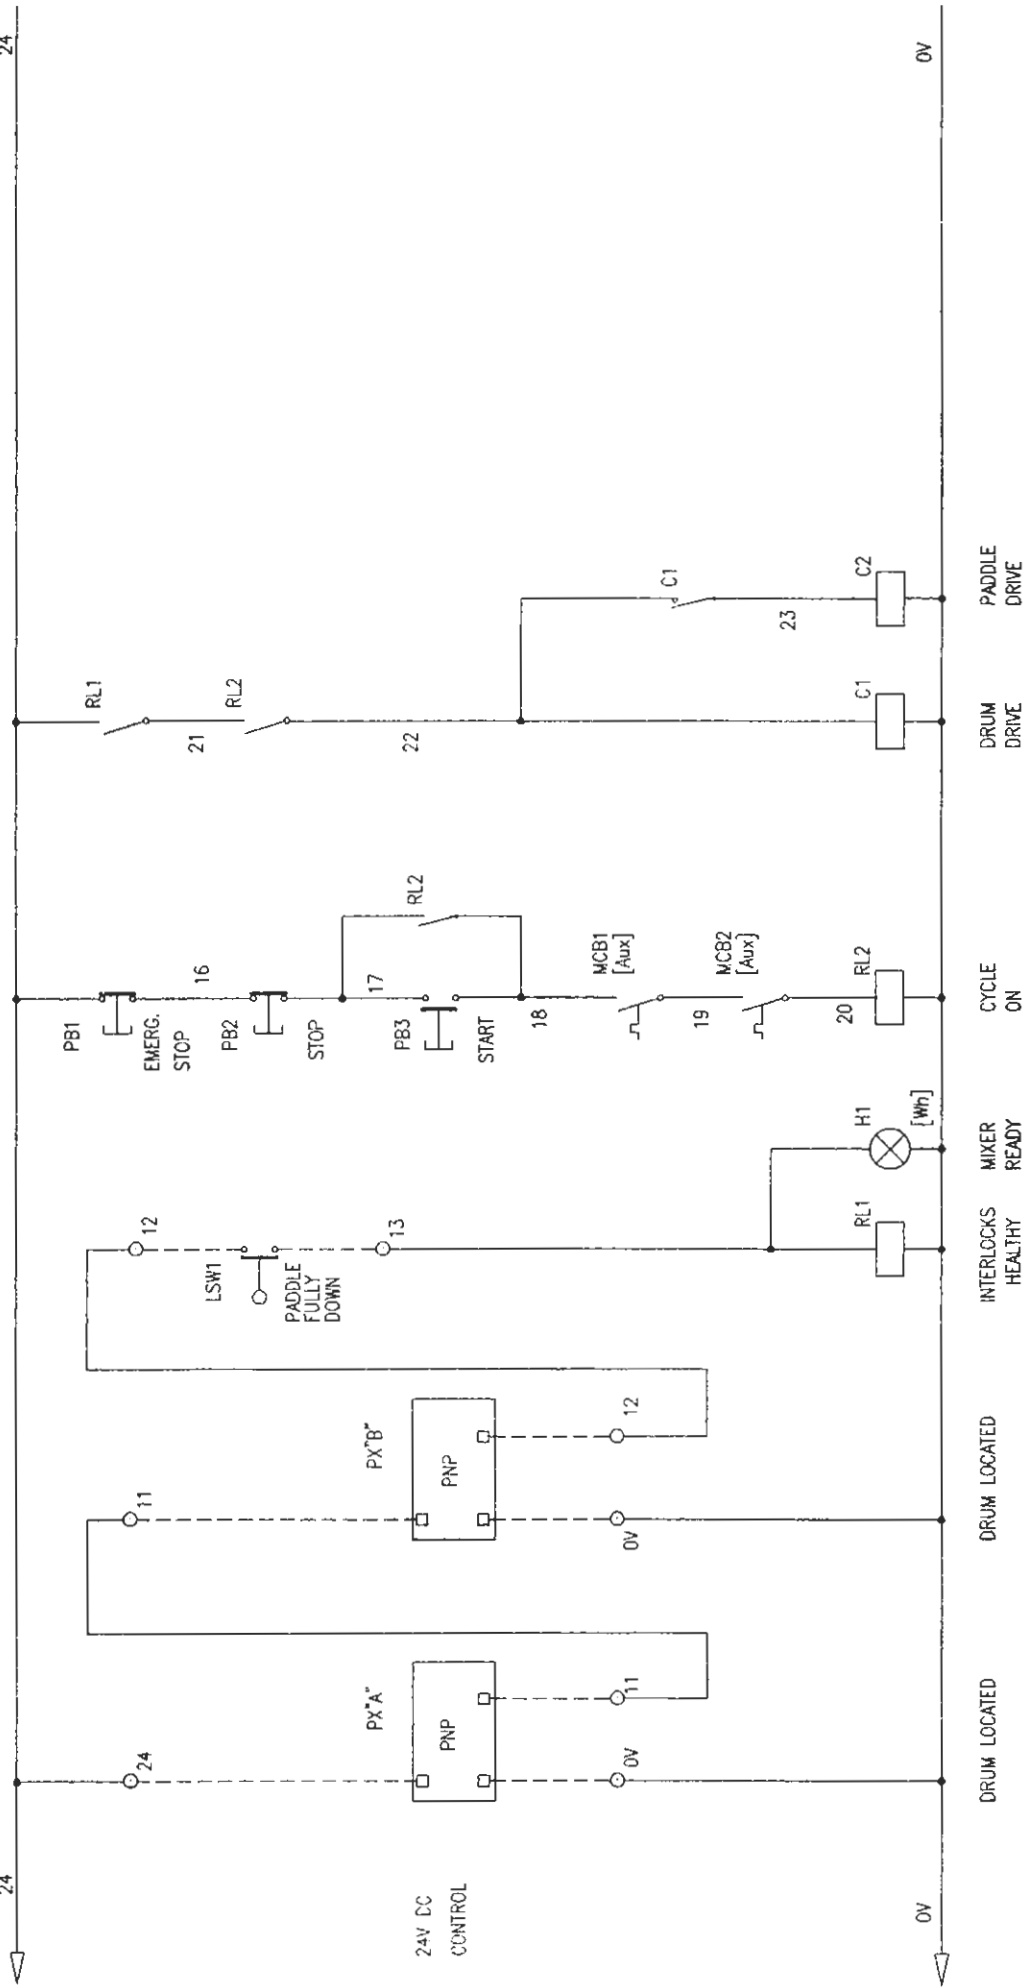 24
24
24V DC
CONTROL
0V
0V
24
PX"A"
PNP
0V
11
DRUM LOCATED
11
PX"B"
PNP
0V
12
DRUM LOCATED
12
LSW1
PADDLE
FULLY
DOWN
13
RL1
INTERLOCKS
HEALTHY
H1
[Wh]
MIXER
READY
PB1
EMERG.
STOP
16
PB2
STOP
17
RL2
PB3
START
18
MCB1
[Aux]
19
MCB2
[Aux]
20
RL2
CYCLE
ON
RL1
21
RL2
22
C1
DRUM
DRIVE
C1
23
C2
PADDLE
DRIVE